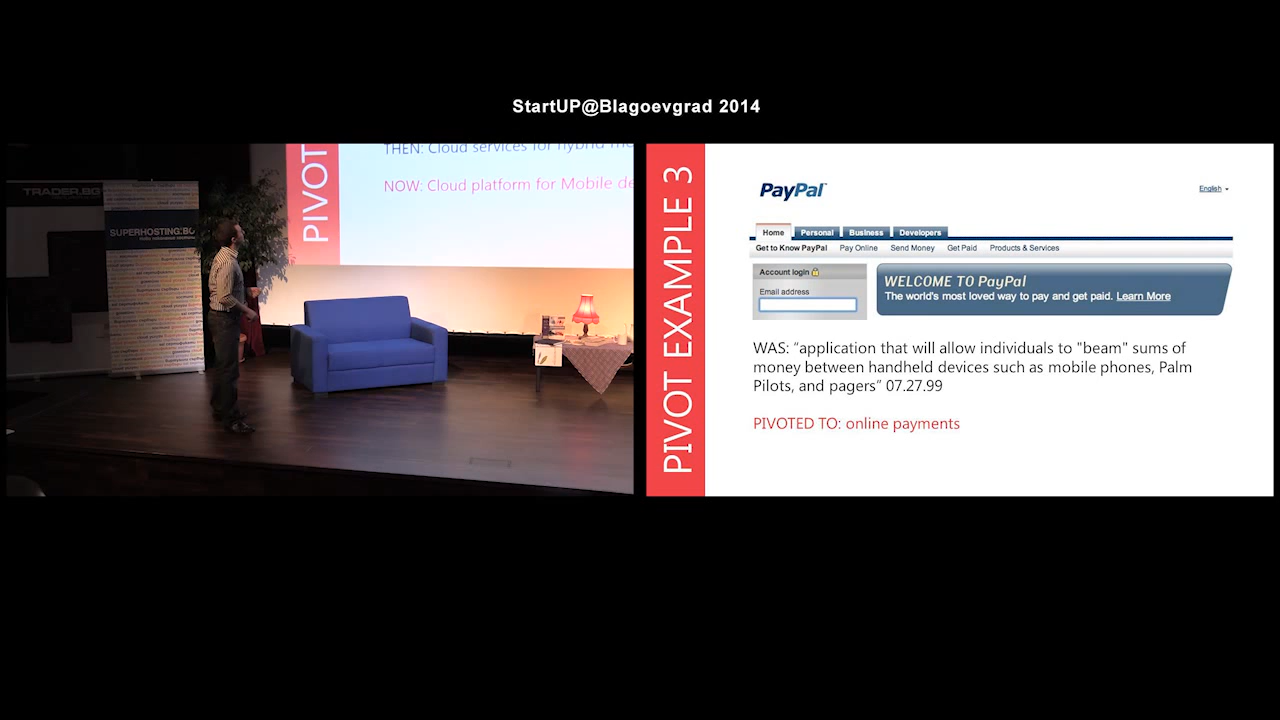 StartUP@Blagoevgrad 2014
TRADER.BG
SUPERHOSTING.BG
PIVOT
THEN: Cloud services for hybrid
NOW: Cloud platform for Mobile de
PIVOT EXAMPLE 3
PayPal
English
Home Personal Business Developers
Get to Know PayPal Pay Online Send Money Get Paid Products & Services
Account login
Email address
WELCOME TO PayPal
The world's most loved way to pay and get paid. Learn More
WAS: “application that will allow individuals to "beam" sums of
money between handheld devices such as mobile phones, Palm
Pilots, and pagers” 07.27.99
PIVOTED TO: online payments